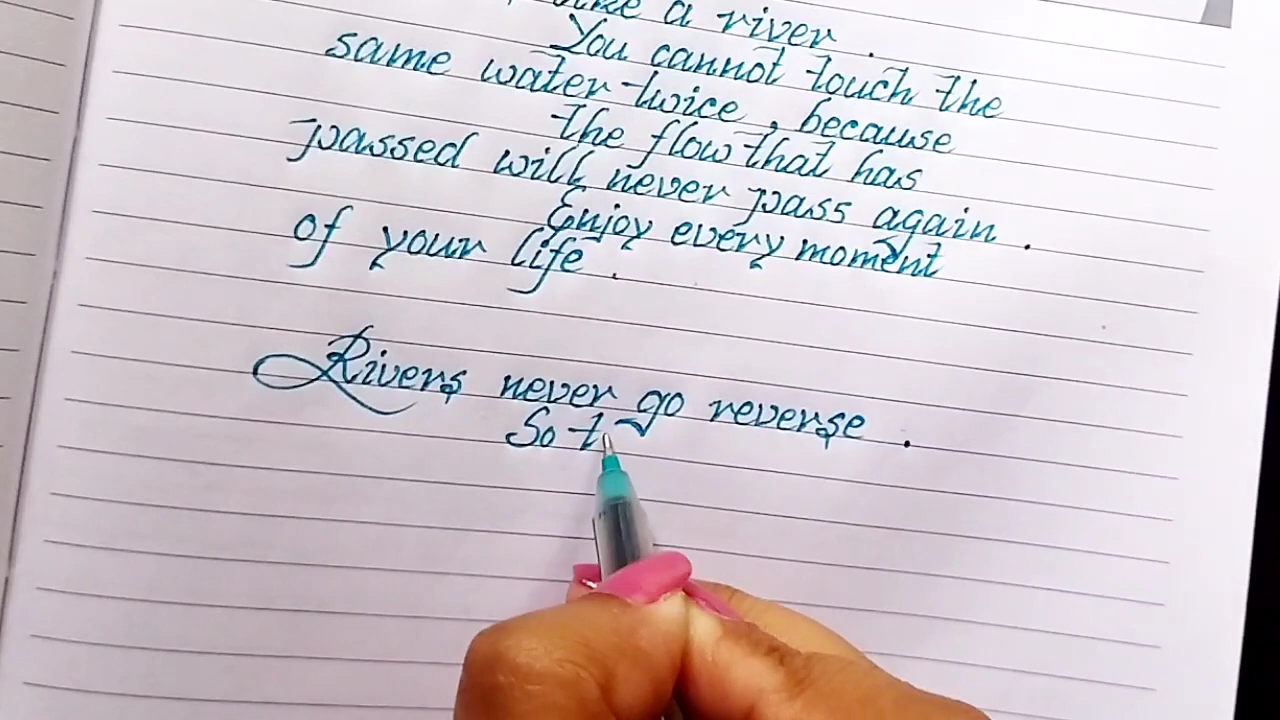 a river .
You cannot touch the
same water twice , because
the flow that has
passed will never pass again .
Enjoy every moment
of your life .
Rivers never go reverse .
So